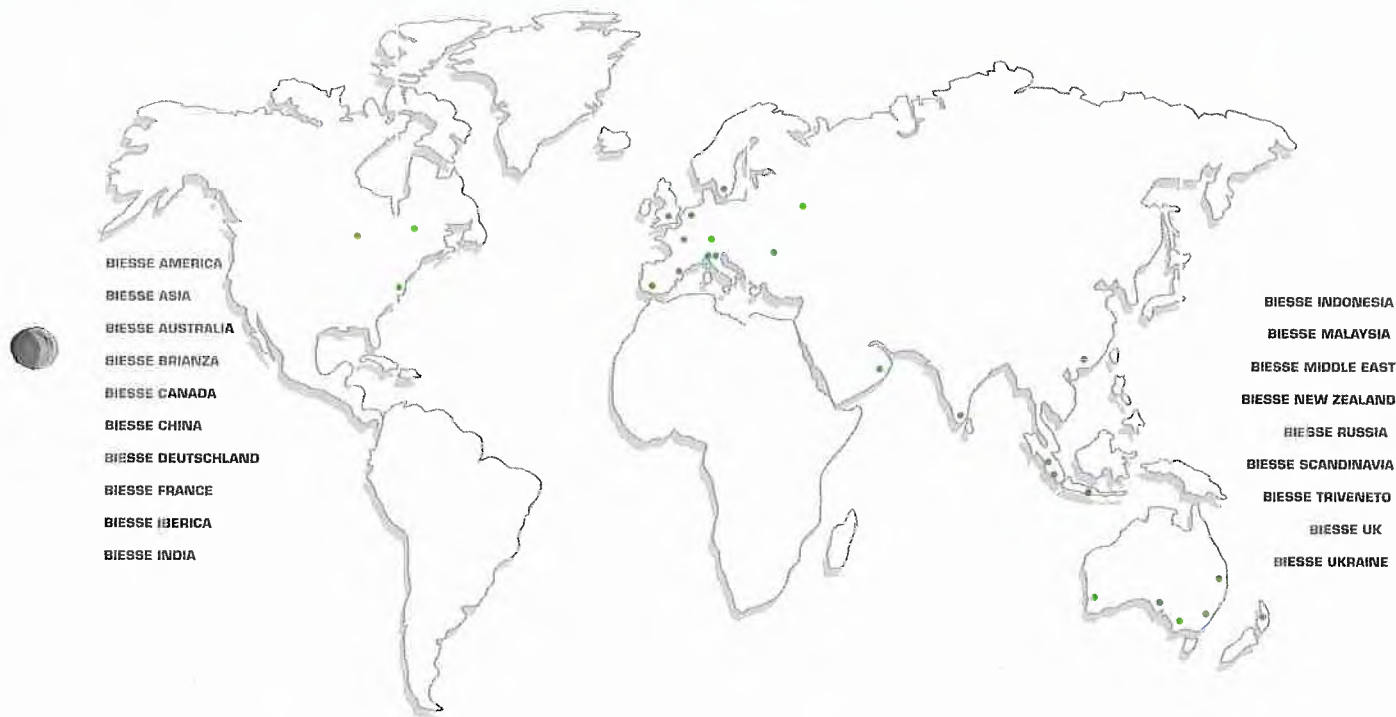 BIESSE AMERICA
BIESSE ASIA
BIESSE AUSTRALIA
BIESSE BRIANZA
BIESSE CANADA
BIESSE CHINA
BIESSE DEUTSCHLAND
BIESSE FRANCE
BIESSE IBERICA
BIESSE INDIA
BIESSE INDONESIA
BIESSE MALAYSIA
BIESSE MIDDLE EAST
BIESSE NEW ZEALAND
BIESSE RUSSIA
BIESSE SCANDINAVIA
BIESSE TRIVENETO
BIESSE UK
BIESSE UKRAINE